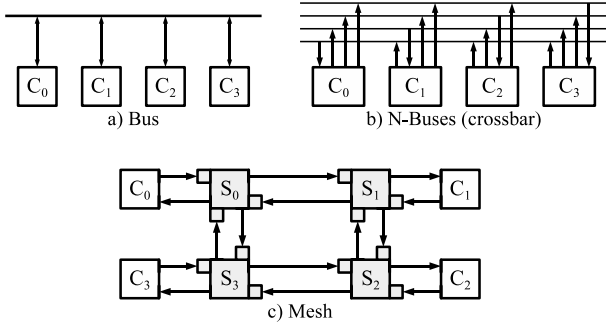 C0 C1 C2 C3
a) Bus
C0 C1 C2 C3
b) N-Buses (crossbar)
C0 S0 S1 C1
C3 S3 S2 C2
c) Mesh